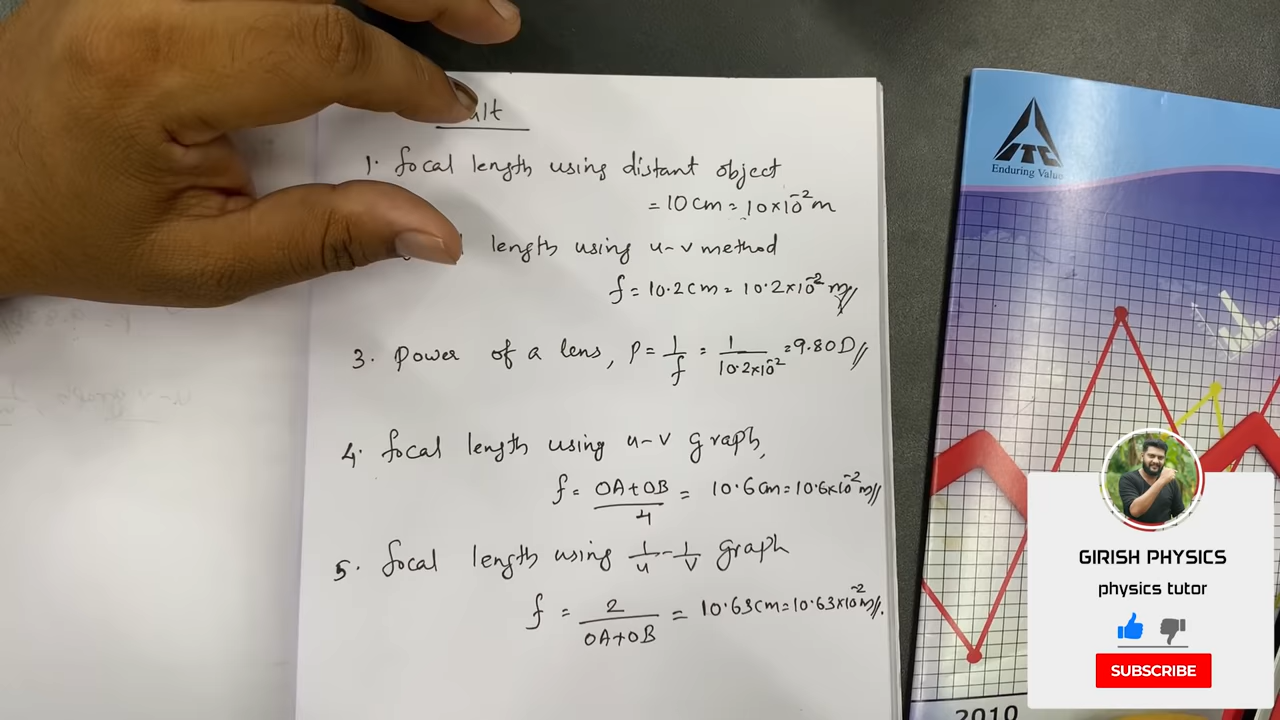 1. focal length using distant object
= 10 cm = 10×10⁻² m
length using u-v method
f = 10.2 cm = 10.2×10⁻² m//
3. Power of a lens, P = 1/f = 1/10.2×10⁻² = 9.80D//
4. focal length using u-v graph,
f = OA+OB/4 = 10.6 cm = 10.6×10⁻² m//
5. focal length using 1/u - 1/v graph
f = 2/OA+OB = 10.63 cm = 10.63×10⁻² m//.
ITC
Enduring Value
2010
GIRISH PHYSICS
physics tutor
SUBSCRIBE